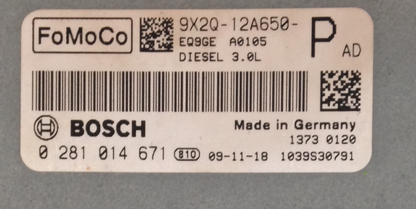 FoMoCo 9X2Q-12A650- P AD
EQ9GE A0105
DIESEL 3.0L
BOSCH Made in Germany
1373 0120
0 281 014 671 810 09-11-18 1039S30791